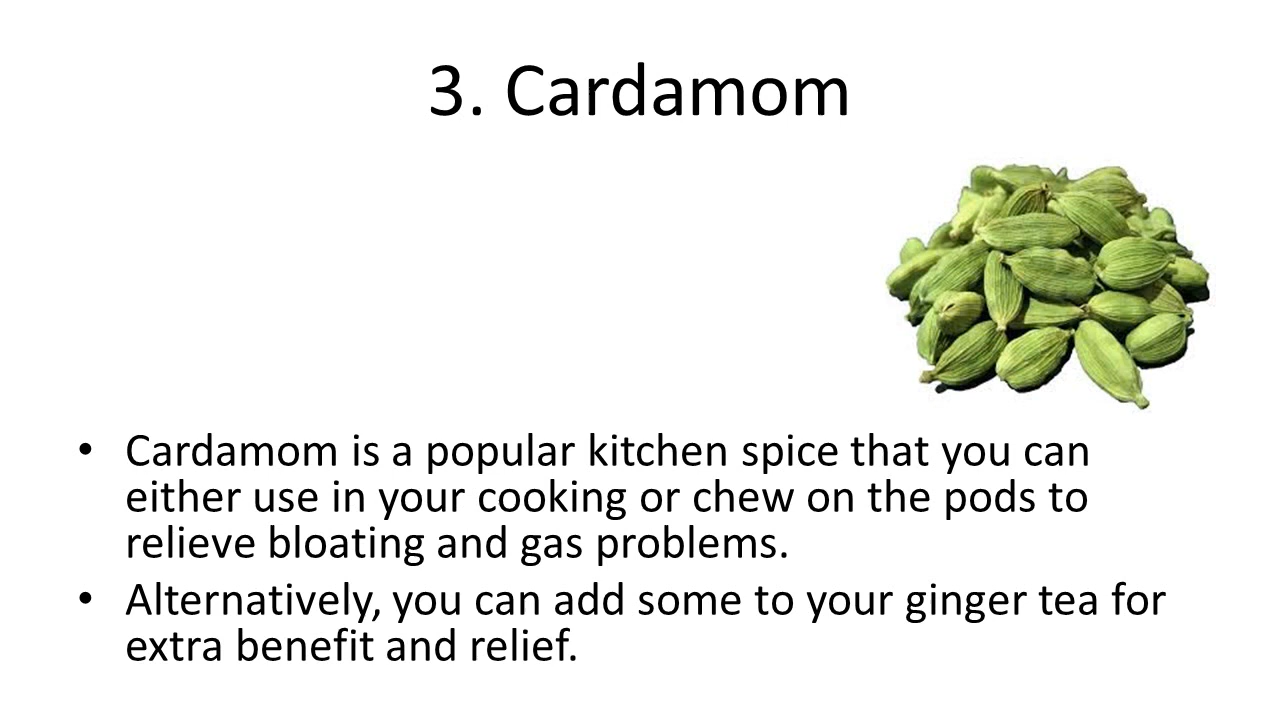 3. Cardamom
• Cardamom is a popular kitchen spice that you can
either use in your cooking or chew on the pods to
relieve bloating and gas problems.
• Alternatively, you can add some to your ginger tea for
extra benefit and relief.